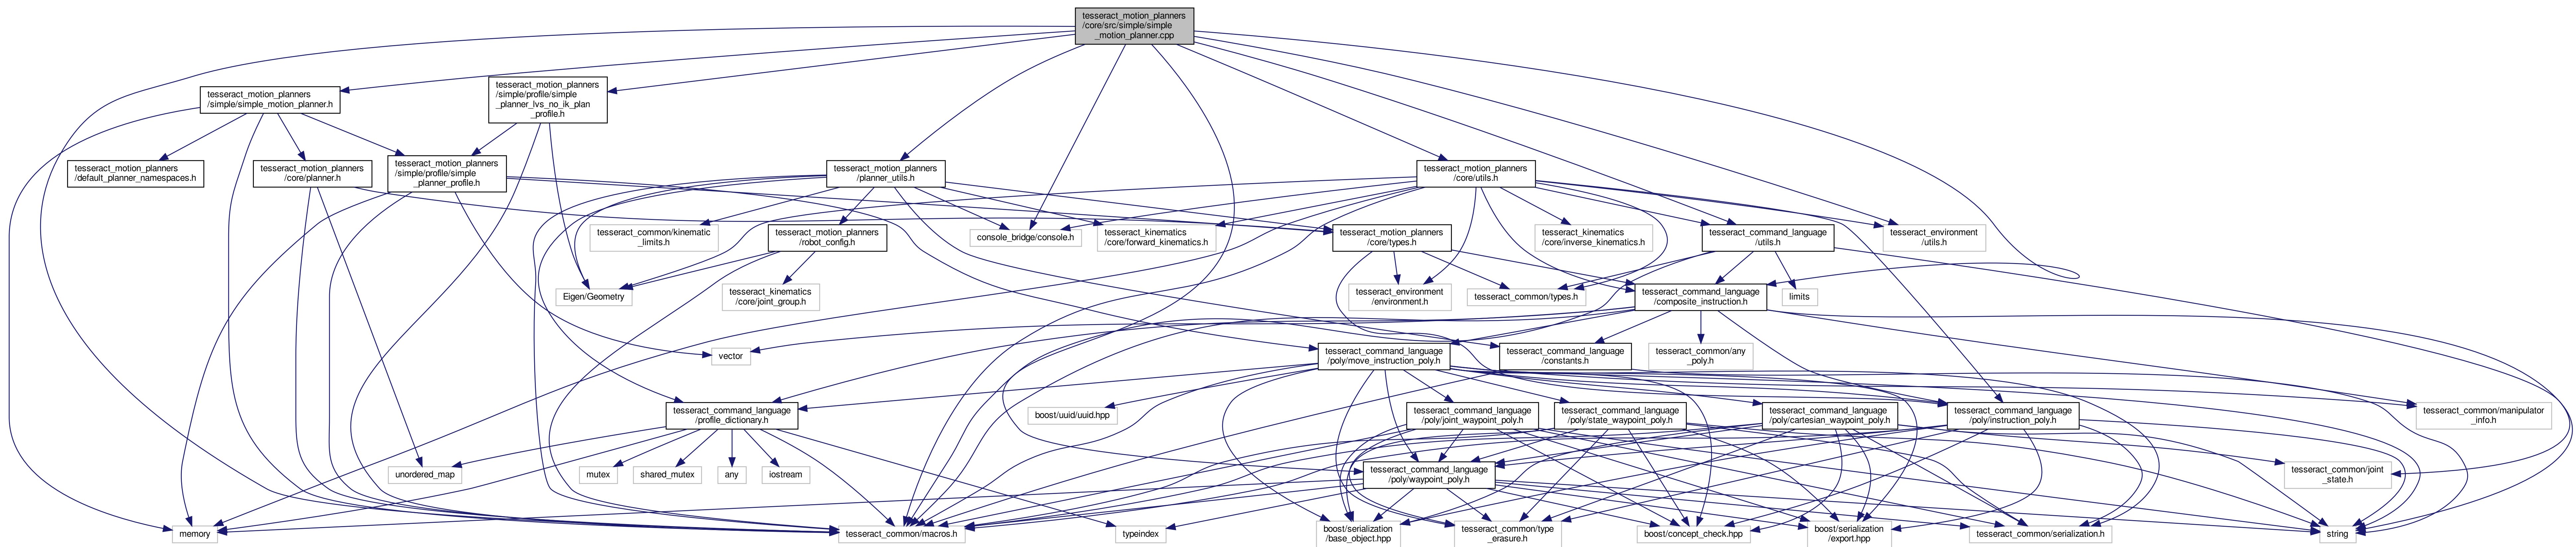 tesseract_motion_planners
/core/src/simple/simple
_motion_planner.cpp
tesseract_motion_planners
/simple/simple_motion_planner.h
tesseract_motion_planners
/simple/profile/simple
_planner_lvs_no_ik_plan
_profile.h
tesseract_motion_planners
/default_planner_namespaces.h
tesseract_motion_planners
/core/planner.h
tesseract_motion_planners
/simple/profile/simple
_planner_profile.h
tesseract_motion_planners
/planner_utils.h
tesseract_motion_planners
/core/utils.h
tesseract_common/kinematic
_limits.h
tesseract_motion_planners
/robot_config.h
console_bridge/console.h
tesseract_kinematics
/core/forward_kinematics.h
tesseract_motion_planners
/core/types.h
tesseract_kinematics
/core/inverse_kinematics.h
tesseract_command_language
/utils.h
tesseract_environment
/utils.h
Eigen/Geometry
tesseract_kinematics
/core/joint_group.h
tesseract_environment
/environment.h
tesseract_common/types.h
tesseract_command_language
/composite_instruction.h
limits
vector
tesseract_command_language
/poly/move_instruction_poly.h
tesseract_command_language
/constants.h
tesseract_common/any
_poly.h
tesseract_command_language
/profile_dictionary.h
boost/uuid/uuid.hpp
tesseract_command_language
/poly/joint_waypoint_poly.h
tesseract_command_language
/poly/state_waypoint_poly.h
tesseract_command_language
/poly/cartesian_waypoint_poly.h
tesseract_command_language
/poly/instruction_poly.h
tesseract_common/manipulator
_info.h
unordered_map
mutex
shared_mutex
any
iostream
tesseract_command_language
/poly/waypoint_poly.h
tesseract_common/joint
_state.h
memory
tesseract_common/macros.h
typeindex
boost/serialization
/base_object.hpp
tesseract_common/type
_erasure.h
boost/concept_check.hpp
boost/serialization
/export.hpp
tesseract_common/serialization.h
string